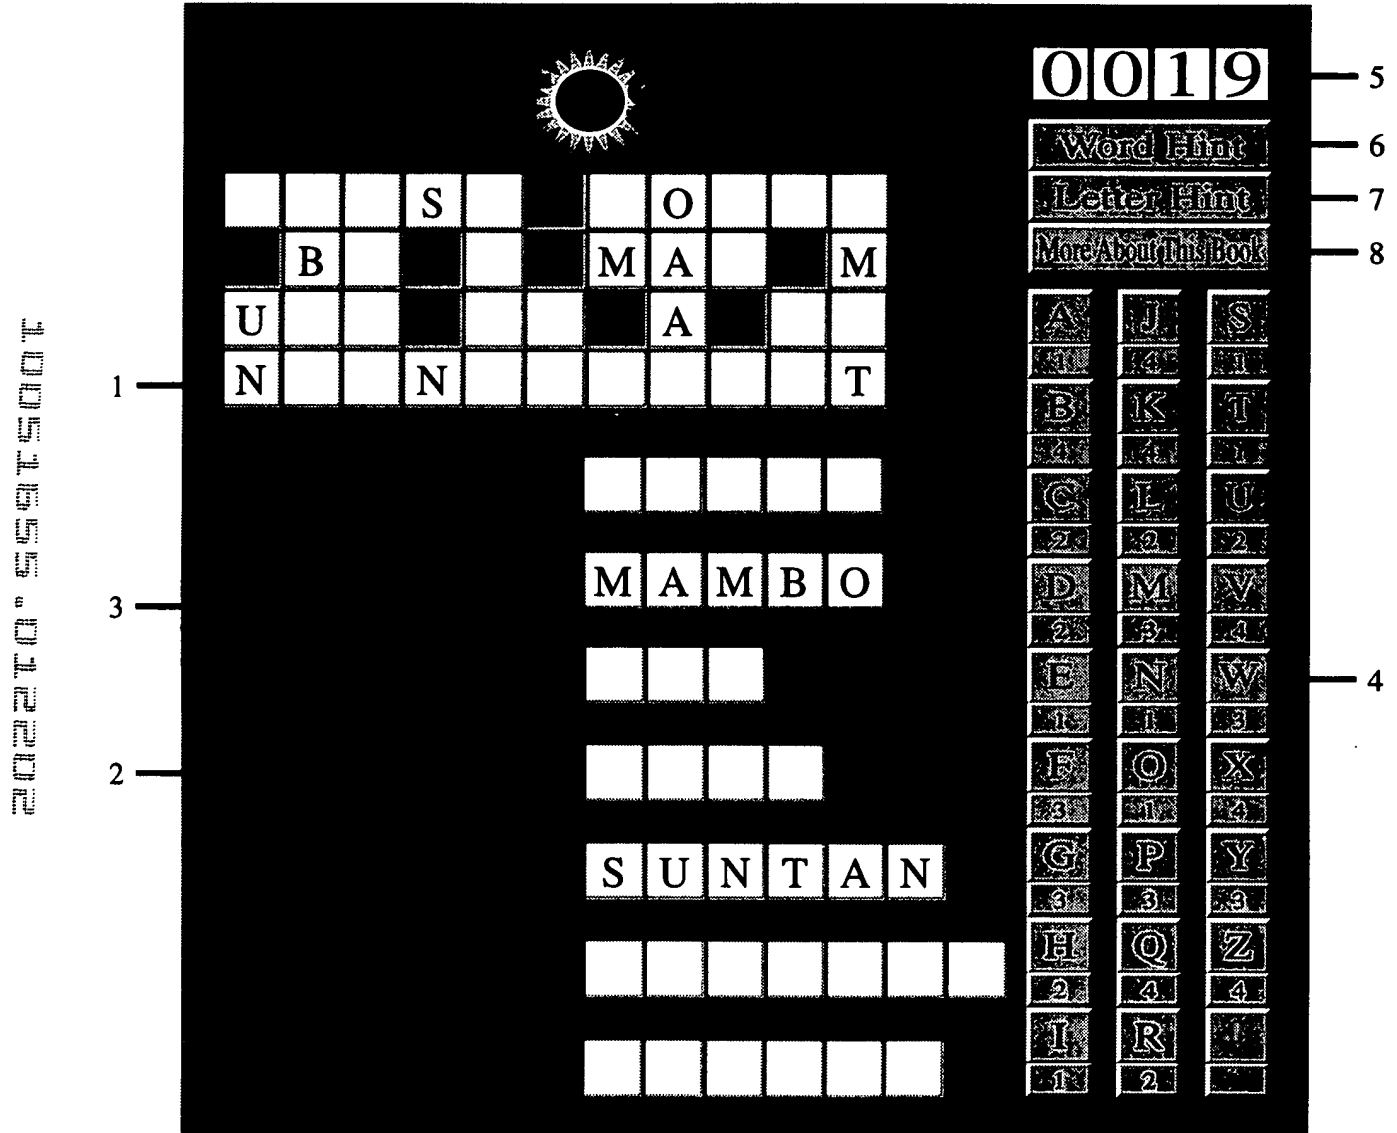 10051655.012202
0019 5
Word Hint 6
Letter Hint 7
More About This Book 8
S O
B M A M
U A
1 N N T
MAMBO
3
2
SUNTAN
4
A J S
1 4 1
B K T
4 4 1
C L U
2 2 2
D M V
2 3 4
E N W
1 1 3
F O X
3 1 4
G P Y
3 3 3
H Q Z
2 4 4
I R
1 2